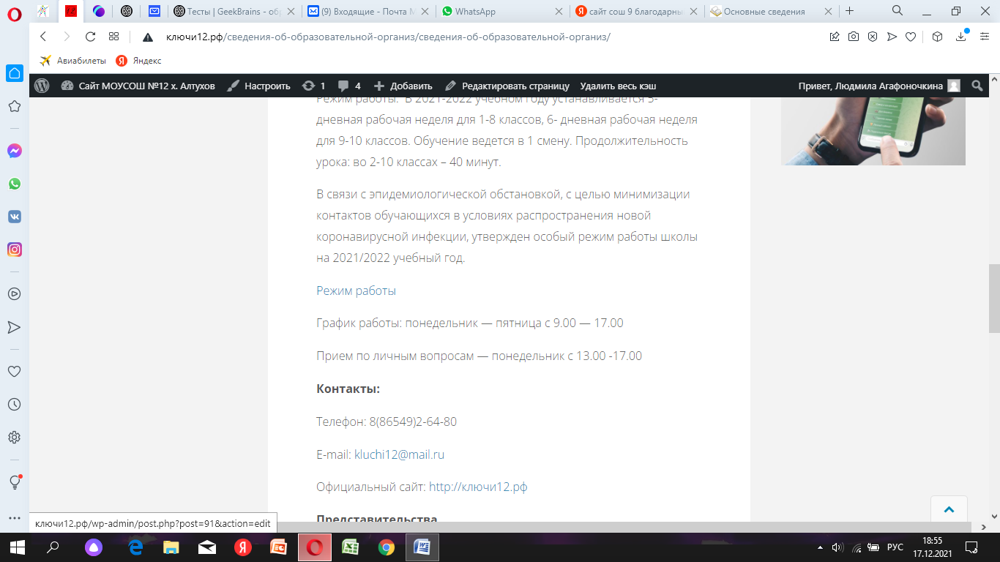 Тесты | GeekBrains - обр
(9) Входящие - Почта M
WhatsApp
сайт сош 9 благодарны
Основные сведения
ключи12.рф/сведения-об-образовательной-организ/сведения-об-образовательной-организ/
Авиабилеты
Яндекс
Сайт МОУСОШ №12 х. Алтухов
Настроить
1
4
Добавить
Редактировать страницу
Удалить весь кэш
Привет, Людмила Агафоночкина
Режим работы: В 2021-2022 учебном году устанавливается 5-
дневная рабочая неделя для 1-8 классов, 6- дневная рабочая неделя
для 9-10 классов. Обучение ведется в 1 смену. Продолжительность
урока: во 2-10 классах – 40 минут.
В связи с эпидемиологической обстановкой, с целью минимизации
контактов обучающихся в условиях распространения новой
коронавирусной инфекции, утвержден особый режим работы школы
на 2021/2022 учебный год.
Режим работы
График работы: понедельник — пятница с 9.00 — 17.00
Прием по личным вопросам — понедельник с 13.00 -17.00
Контакты:
Телефон: 8(86549)2-64-80
E-mail: kluchi12@mail.ru
Официальный сайт: http://ключи12.рф
Представительства
ключи12.рф/wp-admin/post.php?post=91&action=edit
РУС
18:55
17.12.2021